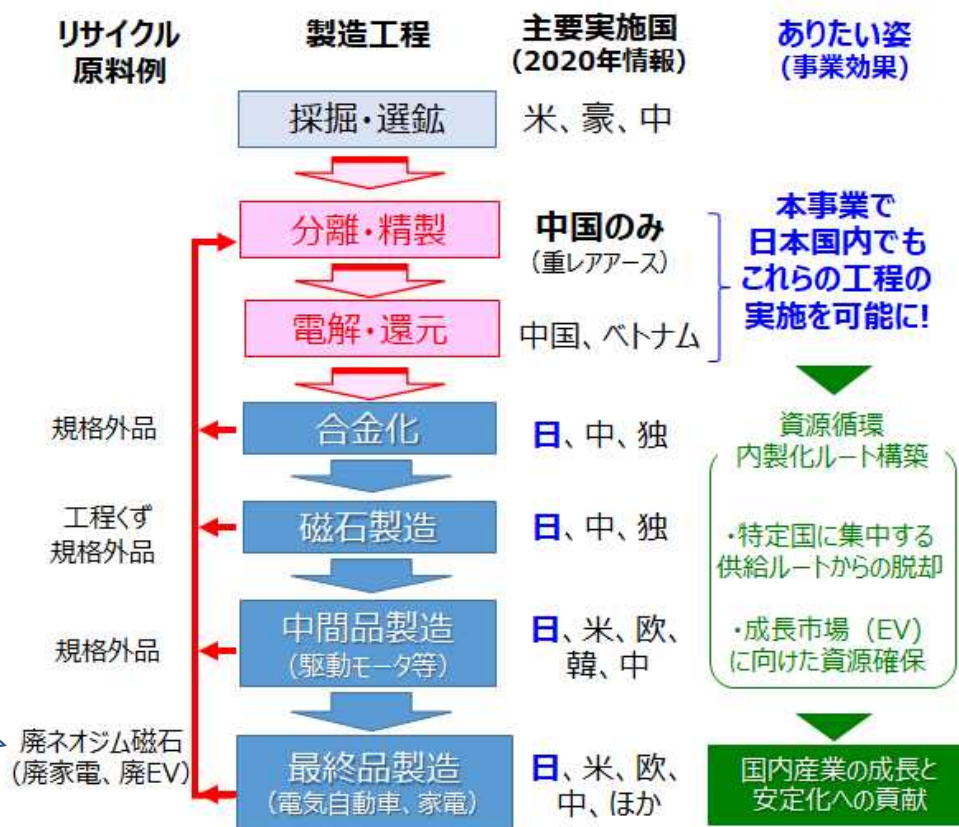 リサイクル
原料例
製造工程
主要実施国
(2020年情報)
ありたい姿
(事業効果)
採掘・選鉱
米、豪、中
分離・精製
中国のみ
(重レアアース)
電解・還元
中国、ベトナム
本事業で
日本国内でも
これらの工程の
実施を可能に!
規格外品
合金化
日、中、独
工程くず
規格外品
磁石製造
日、中、独
規格外品
中間品製造
(駆動モータ等)
日、米、欧、
韓、中
廃ネオジム磁石
(廃家電、廃EV)
最終品製造
(電気自動車、家電)
日、米、欧、
中、ほか
資源循環
内製化ルート構築
・特定国に集中する
供給ルートからの脱却
・成長市場(EV)
に向けた資源確保
国内産業の成長と
安定化への貢献